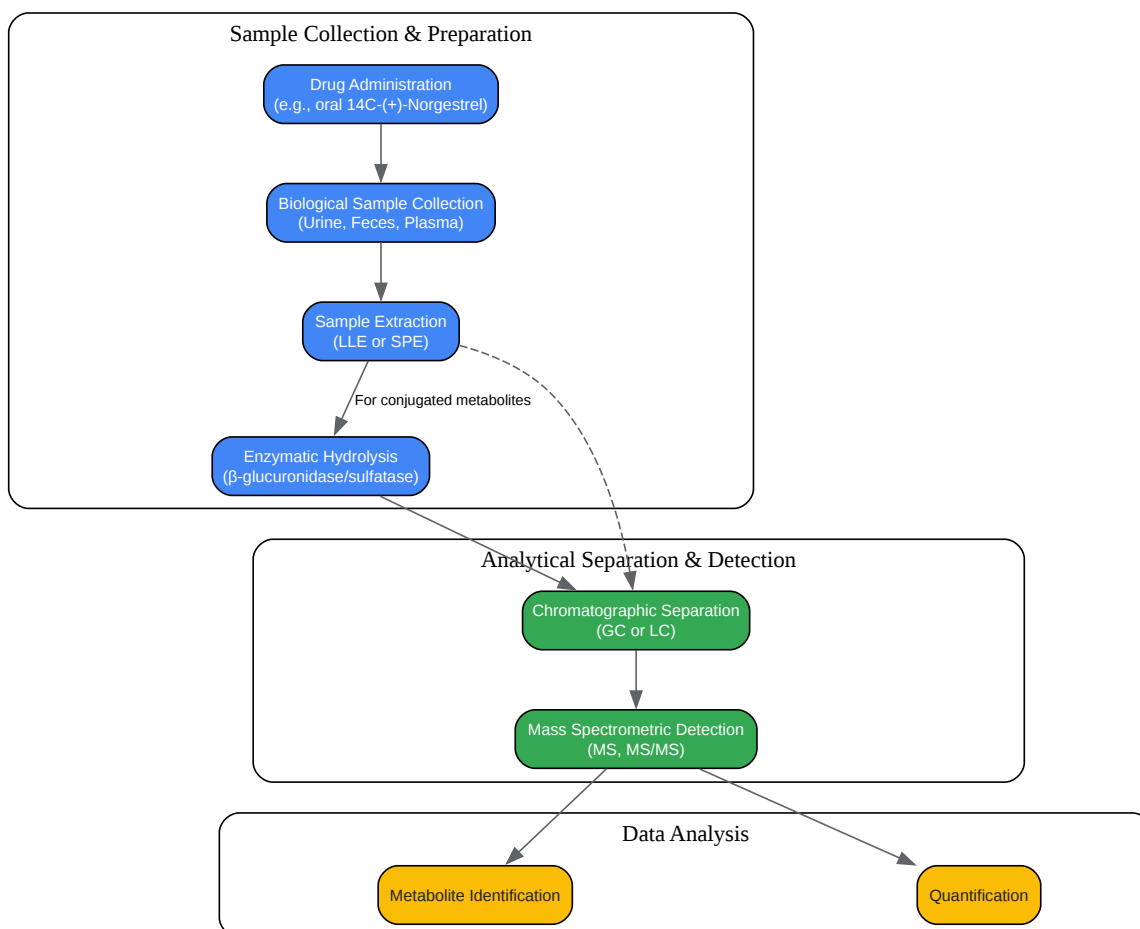 Sample Collection & Preparation
Drug Administration
(e.g., oral 14C-(+)-Norgestrel)
Biological Sample Collection
(Urine, Feces, Plasma)
Sample Extraction
(LLE or SPE)
For conjugated metabolites
Enzymatic Hydrolysis
(β-glucuronidase/sulfatase)
Analytical Separation & Detection
Chromatographic Separation
(GC or LC)
Mass Spectrometric Detection
(MS, MS/MS)
Data Analysis
Metabolite Identification
Quantification